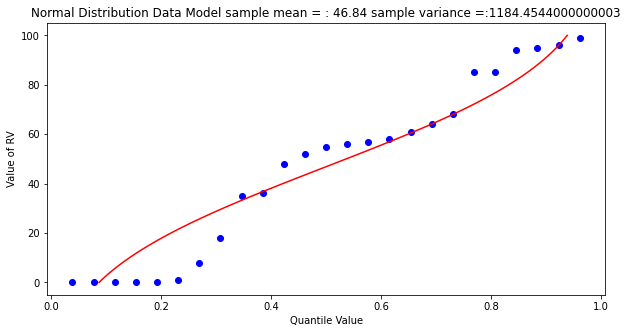 Normal Distribution Data Model sample mean = : 46.84 sample variance =:1184.4544000000003
100
80
60
40
20
0
Value of RV
0.0 0.2 0.4 0.6 0.8 1.0
Quantile Value